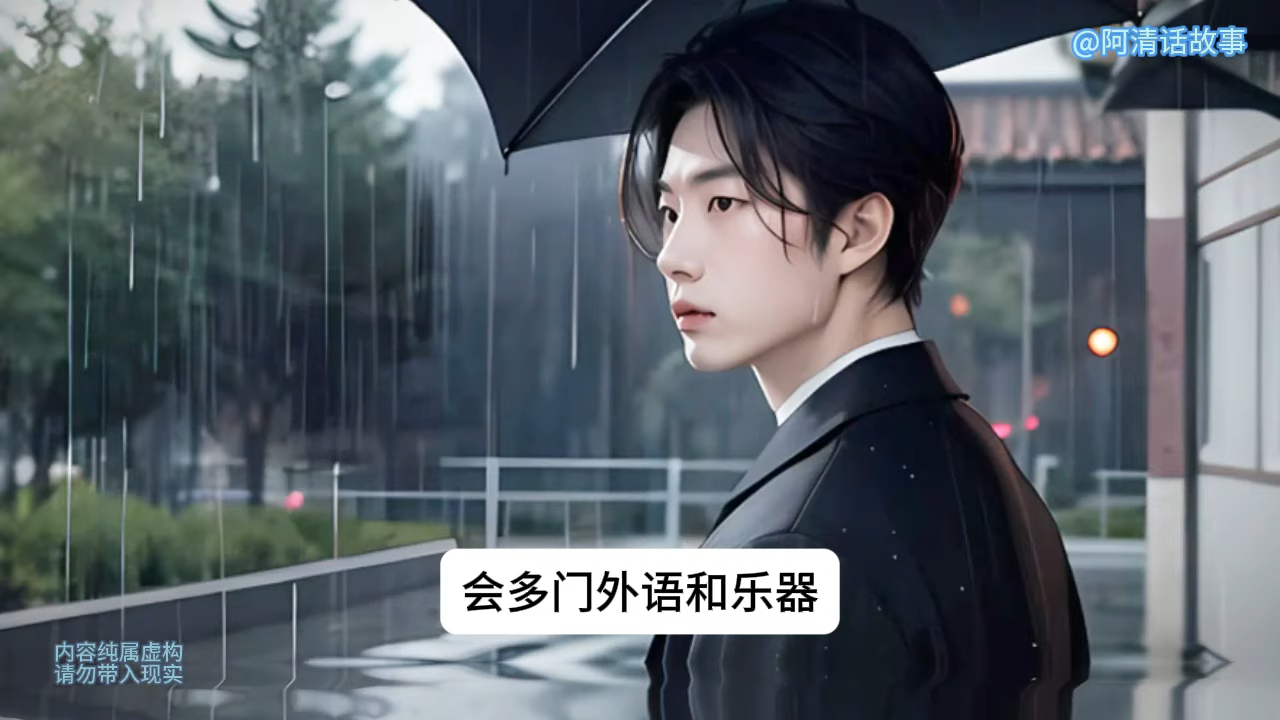 @阿清话故事
会多门外语和乐器
内容纯属虚构
请勿带入现实